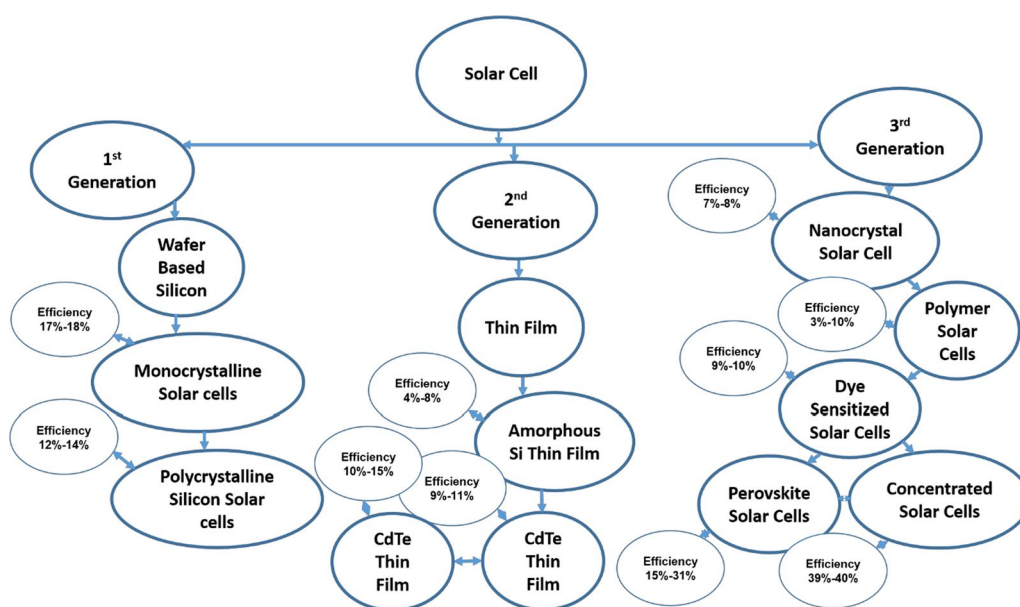 Solar Cell
1st
Generation
Wafer
Based
Silicon
Efficiency
17%-18%
Monocrystalline
Solar cells
Efficiency
12%-14%
Polycrystalline
Silicon Solar
cells
2nd
Generation
Thin Film
Efficiency
4%-8%
Amorphous
Si Thin Film
Efficiency
10%-15%
Efficiency
9%-11%
CdTe
Thin
Film
CdTe
Thin
Film
3rd
Generation
Efficiency
7%-8%
Nanocrystal
Solar Cell
Efficiency
3%-10%
Polymer
Solar
Cells
Efficiency
9%-10%
Dye
Sensitized
Solar Cells
Perovskite
Solar Cells
Concentrated
Solar Cells
Efficiency
15%-31%
Efficiency
39%-40%